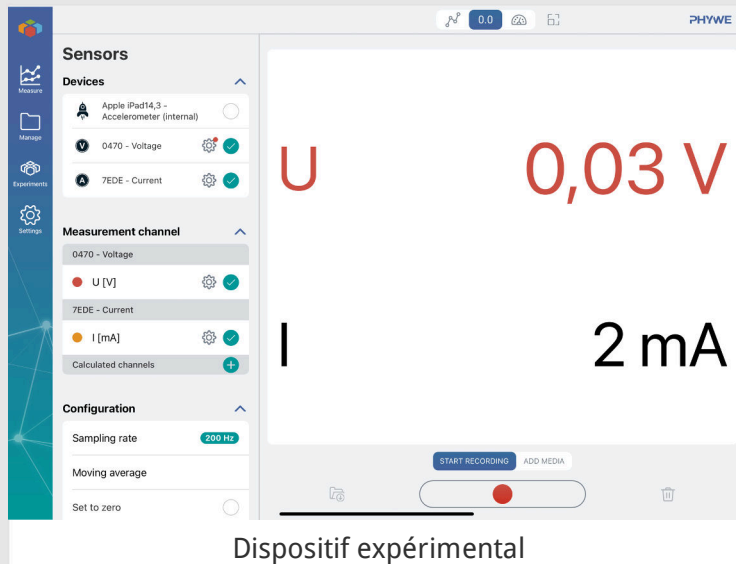 0.0
PHYWE
Measure
Manage
Experiments
Settings
Sensors
Devices
Apple iPad14,3 -
Accelerometer (internal)
V
0470 - Voltage
A
7EDE - Current
Measurement channel
0470 - Voltage
U [V]
7EDE - Current
I [mA]
Calculated channels
Configuration
Sampling rate
200 Hz
Moving average
Set to zero
U
0,03 V
I
2 mA
START RECORDING
ADD MEDIA
Dispositif expérimental